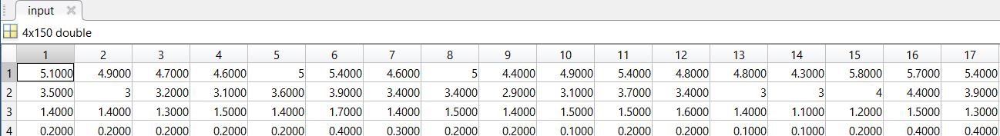 input
4x150 double
1 2 3 4 5 6 7 8 9 10 11 12 13 14 15 16 17
1 5.1000 4.9000 4.7000 4.6000 5 5.4000 4.6000 5 4.4000 4.9000 5.4000 4.8000 4.8000 4.3000 5.8000 5.7000 5.4000
2 3.5000 3 3.2000 3.1000 3.6000 3.9000 3.4000 3.4000 2.9000 3.1000 3.7000 3.4000 3 3 4 4.4000 3.9000
3 1.4000 1.4000 1.3000 1.5000 1.4000 1.7000 1.4000 1.5000 1.4000 1.5000 1.5000 1.6000 1.4000 1.1000 1.2000 1.5000 1.3000
4 0.2000 0.2000 0.2000 0.2000 0.2000 0.4000 0.3000 0.2000 0.2000 0.1000 0.2000 0.2000 0.1000 0.1000 0.2000 0.4000 0.4000